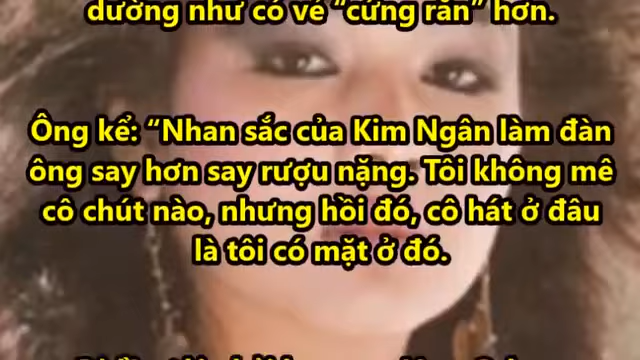 dường như có vẻ “cứng rắn” hơn.
Ông kể: “Nhan sắc của Kim Ngân làm đàn
ông say hơn say rượu nặng. Tôi không mê
cô chút nào, nhưng hồi đó, cô hát ở đâu
là tôi có mặt ở đó.